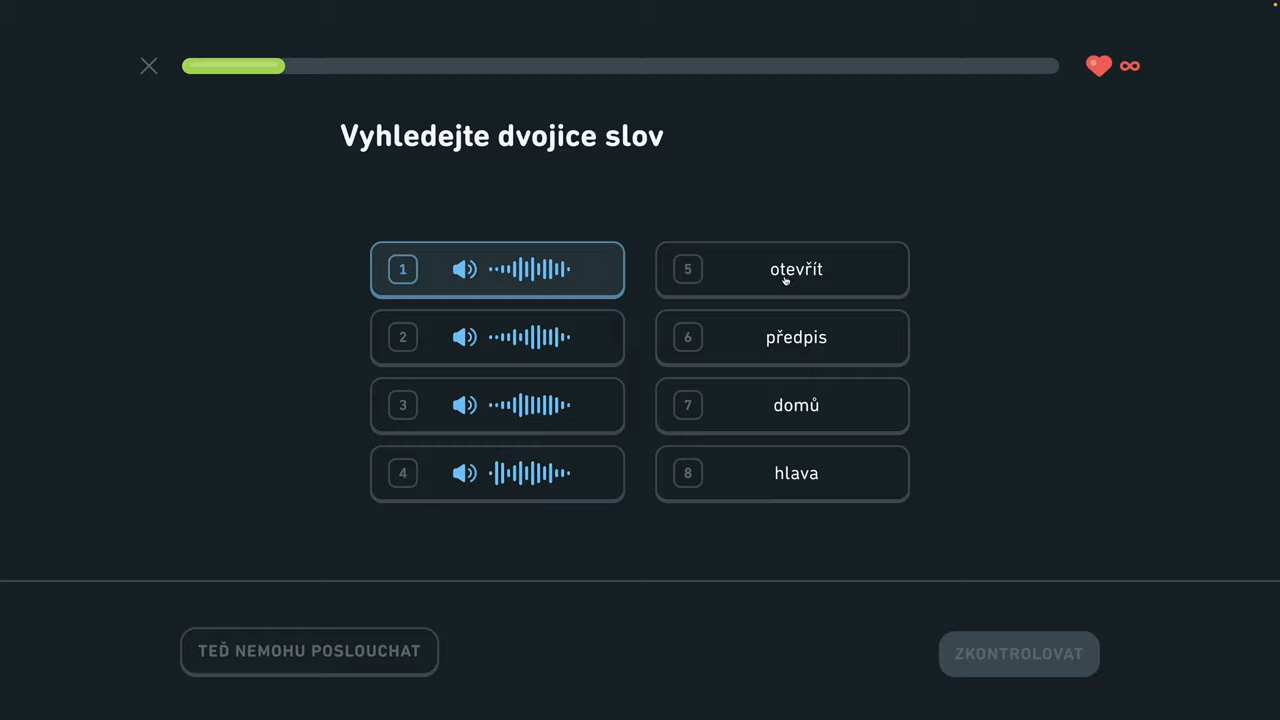 Vyhledejte dvojice slov
1
5 otevřít
2
6 předpis
3
7 domů
4
8 hlava
TEĎ NEMOHU POSLOUCHAT
ZKONTROLOVAT